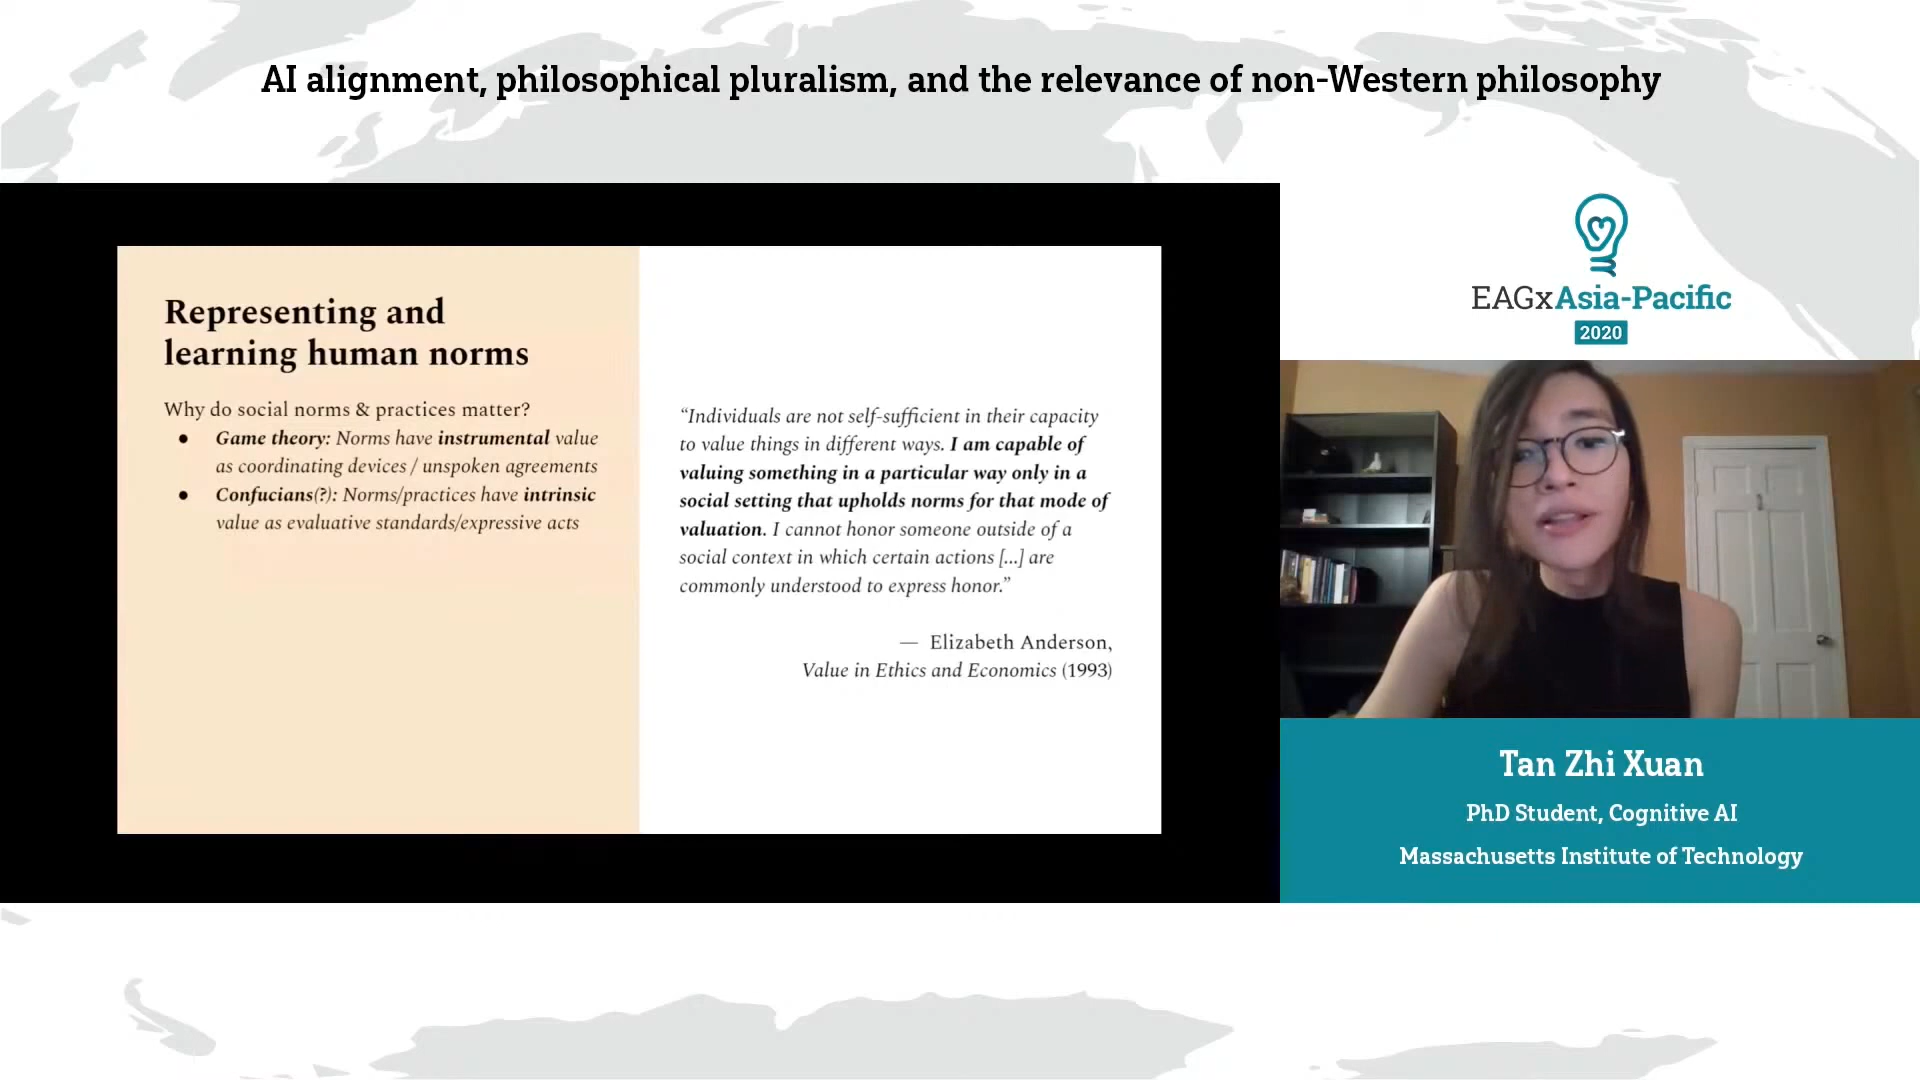 AI alignment, philosophical pluralism, and the relevance of non-Western philosophy
Representing and
learning human norms
Why do social norms & practices matter?
● Game theory: Norms have instrumental value
as coordinating devices / unspoken agreements
● Confucians(?): Norms/practices have intrinsic
value as evaluative standards/expressive acts
“Individuals are not self-sufficient in their capacity
to value things in different ways. I am capable of
valuing something in a particular way only in a
social setting that upholds norms for that mode of
valuation. I cannot honor someone outside of a
social context in which certain actions [...] are
commonly understood to express honor.”
— Elizabeth Anderson,
Value in Ethics and Economics (1993)
EAGxAsia-Pacific
2020
Tan Zhi Xuan
PhD Student, Cognitive AI
Massachusetts Institute of Technology